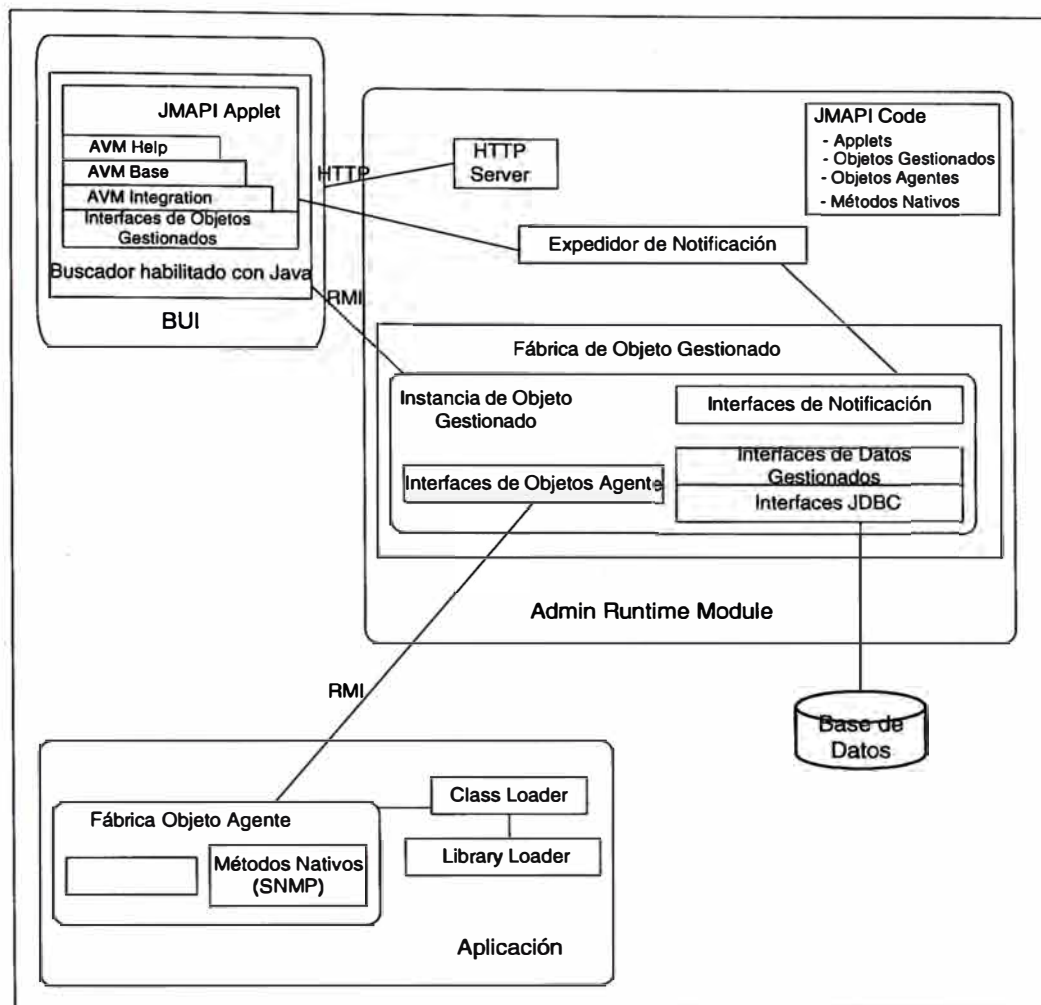 JMAPI Applet
AVM Help
AVM Base
AVM Integration
Interfaces de Objetos
Gestionados
Buscador habilitado con Java
BUI
HTTP
RMI
HTTP
Server
JMAPI Code
- Applets
- Objetos Gestionados
- Objetos Agentes
- Métodos Nativos
Expedidor de Notificación
Fábrica de Objeto Gestionado
Instancia de Objeto
Gestionado
Interfaces de Notificación
Interfaces de Objetos Agente
Interfaces de Datos
Gestionados
Interfaces JDBC
Admin Runtime Module
RMI
Base de
Datos
Fábrica Objeto Agente
Métodos Nativos
(SNMP)
Class Loader
Library Loader
Aplicación